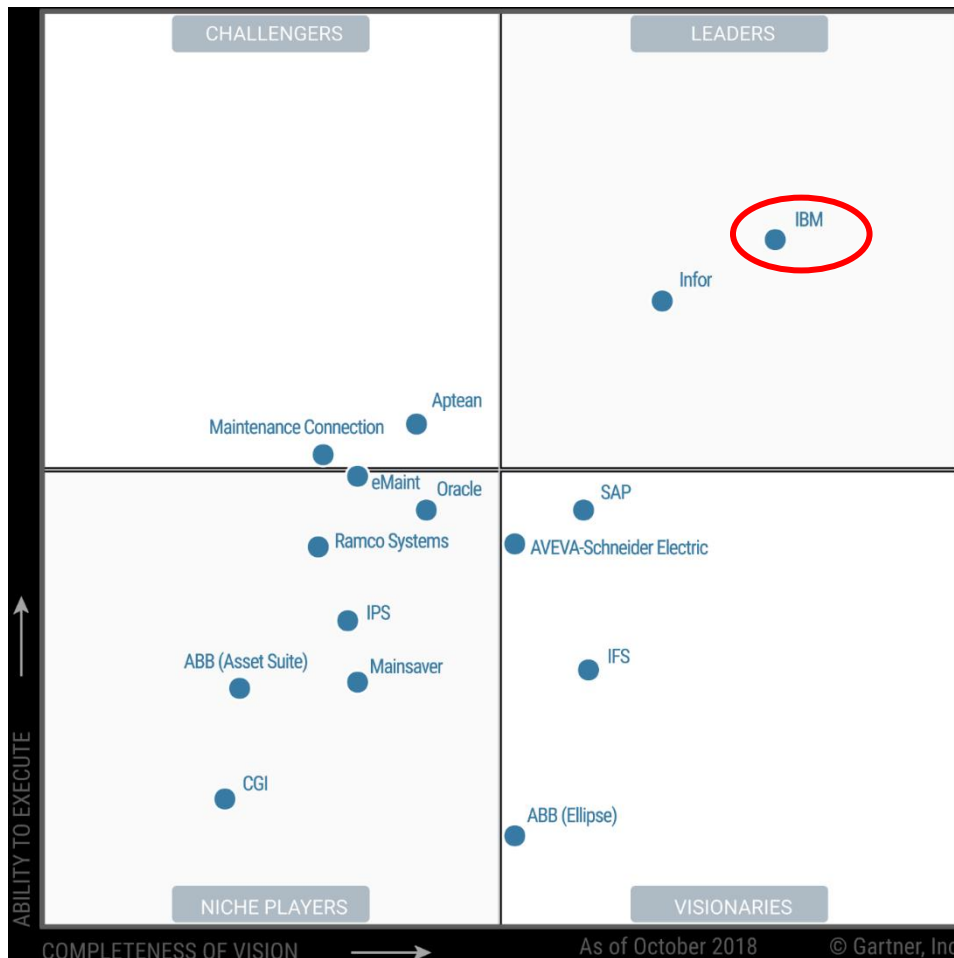 CHALLENGERS
LEADERS
IBM
Infor
Aptean
Maintenance Connection
eMaint
Oracle
SAP
Ramco Systems
AVEVA-Schneider Electric
IPS
ABB (Asset Suite)
Mainsaver
IFS
CGI
ABB (Ellipse)
NICHE PLAYERS
VISIONARIES
ABILITY TO EXECUTE
COMPLETENESS OF VISION
As of October 2018
© Gartner, Inc